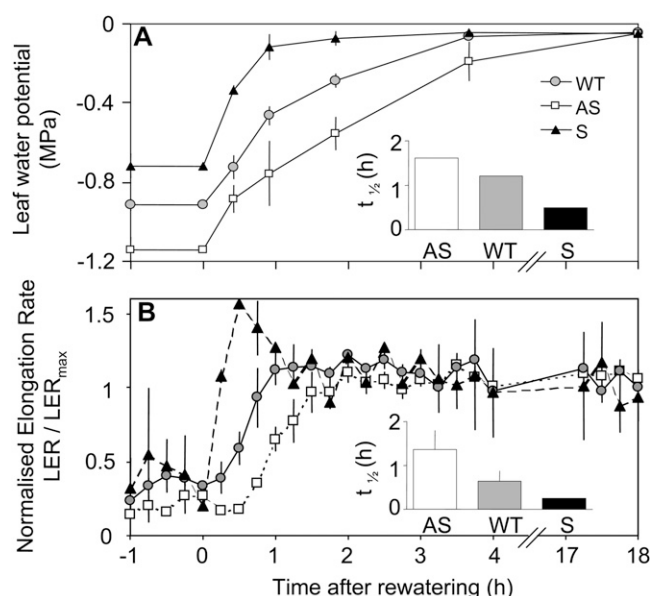 A
0
-0.4
-0.8
-1.2
Leaf water potential
(MPa)
WT
AS
S
2
1
0
t ½ (h)
AS WT S
B
1.5
1
0.5
0
Normalised Elongation Rate
LER / LERmax
2
1
0
t ½ (h)
AS WT S
-1 0 1 2 3 4 17 18
Time after rewatering (h)